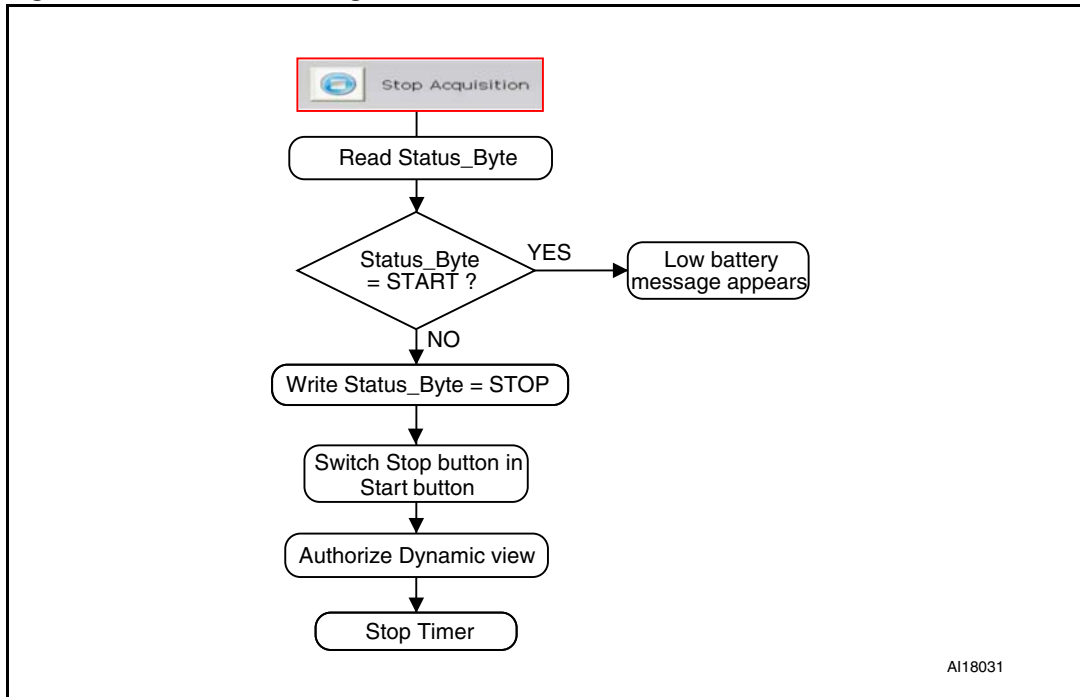 Stop Acquisition
Read Status_Byte
Status_Byte
= START ?
YES
Low battery
message appears
NO
Write Status_Byte = STOP
Switch Stop button in
Start button
Authorize Dynamic view
Stop Timer
AI18031